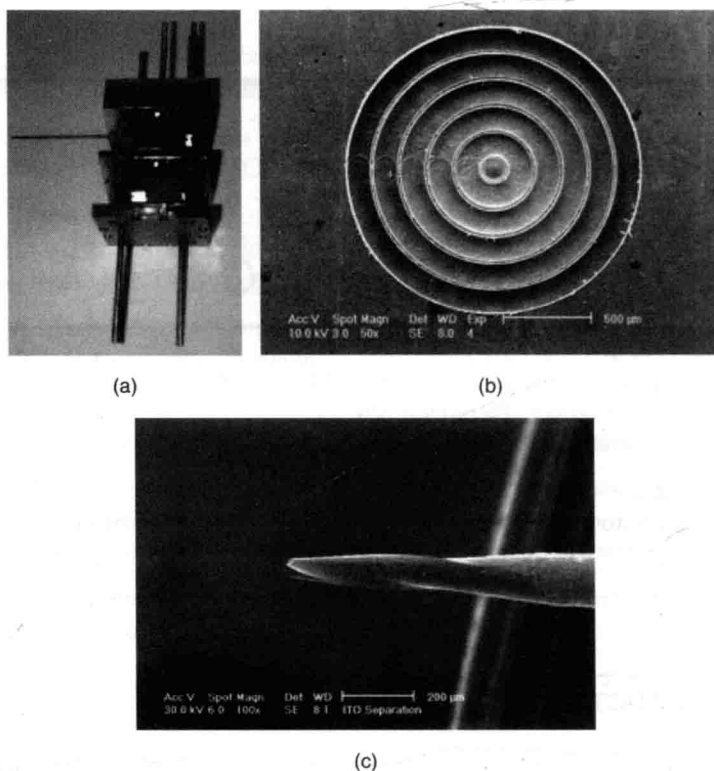 Acc.V Spot Magn Det WD Exp 500 µm
10.0 kV 3.0 50x SE 8.0 4
(a)
(b)
Acc.V Spot Magn Det WD 200 µm
30.0 kV 6.0 100x SE 8.1 ITO Separation
(c)